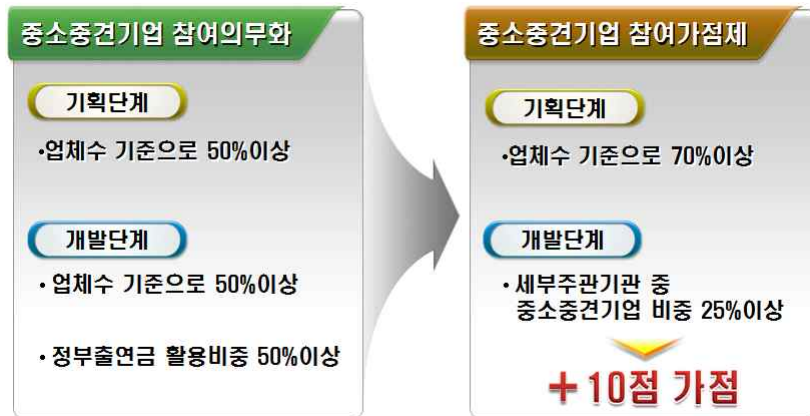 중소중견기업 참여의무화
기획단계
•업체수 기준으로 50%이상
개발단계
• 업체수 기준으로 50%이상
• 정부출연금 활용비중 50%이상
중소중견기업 참여가점제
기획단계
•업체수 기준으로 70%이상
개발단계
• 세부주관기관 중
중소중견기업 비중 25%이상
+10점 가점